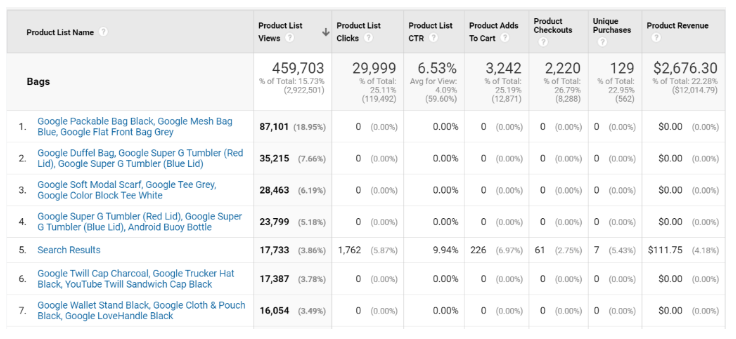 Product List Name ?
Product List Views ?
Product List Clicks ?
Product List CTR ?
Product Adds To Cart ?
Product Checkouts ?
Unique Purchases ?
Product Revenue ?
Bags
459,703
% of Total: 15.73% (2,922,501)
29,999
% of Total: 25.11% (119,492)
6.53%
Avg for View: 4.09% (59.60%)
3,242
% of Total: 25.19% (12,871)
2,220
% of Total: 26.79% (8,288)
129
% of Total: 22.95% (562)
$2,676.30
% of Total: 22.28% ($12,014.79)
1. Google Packable Bag Black, Google Mesh Bag Blue, Google Flat Front Bag Grey 87,101 (18.95%) 0 (0.00%) 0.00% 0 (0.00%) 0 (0.00%) 0 (0.00%) $0.00 (0.00%)
2. Google Duffel Bag, Google Super G Tumbler (Red Lid), Google Super G Tumbler (Blue Lid) 35,215 (7.66%) 0 (0.00%) 0.00% 0 (0.00%) 0 (0.00%) 0 (0.00%) $0.00 (0.00%)
3. Google Soft Modal Scarf, Google Tee Grey, Google Color Block Tee White 28,463 (6.19%) 0 (0.00%) 0.00% 0 (0.00%) 0 (0.00%) 0 (0.00%) $0.00 (0.00%)
4. Google Super G Tumbler (Red Lid), Google Super G Tumbler (Blue Lid), Android Buoy Bottle 23,799 (5.18%) 0 (0.00%) 0.00% 0 (0.00%) 0 (0.00%) 0 (0.00%) $0.00 (0.00%)
5. Search Results 17,733 (3.86%) 1,762 (5.87%) 9.94% 226 (6.97%) 61 (2.75%) 7 (5.43%) $111.75 (4.18%)
6. Google Twill Cap Charcoal, Google Trucker Hat Black, YouTube Twill Sandwich Cap Black 17,387 (3.78%) 0 (0.00%) 0.00% 0 (0.00%) 0 (0.00%) 0 (0.00%) $0.00 (0.00%)
7. Google Wallet Stand Black, Google Cloth & Pouch Black, Google LoveHandle Black 16,054 (3.49%) 0 (0.00%) 0.00% 0 (0.00%) 0 (0.00%) 0 (0.00%) $0.00 (0.00%)